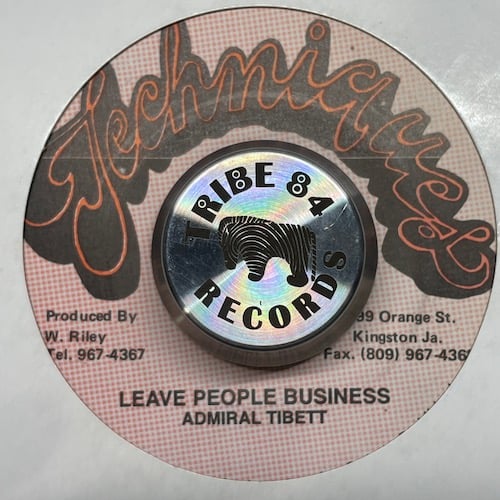 Techniques
TRIBE 84
RECORDS
Produced By
W. Riley
Tel. 967-4367
99 Orange St.
Kingston Ja.
Fax. (809) 967-4367
LEAVE PEOPLE BUSINESS
ADMIRAL TIBETT